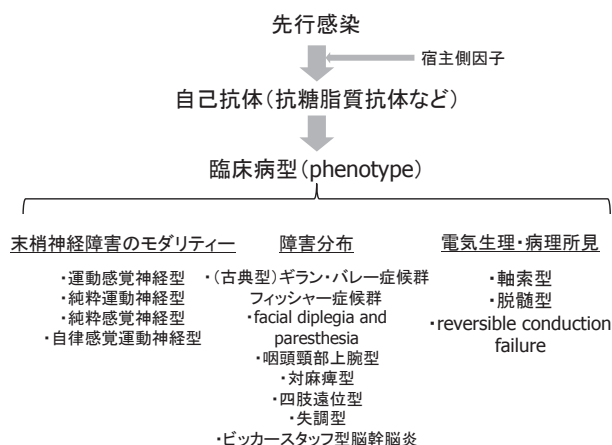 先行感染
宿主側因子
自己抗体（抗糖脂質抗体など）
臨床病型（phenotype）
末梢神経障害のモダリティー
・運動感覚神経型
・純粋運動神経型
・純粋感覚神経型
・自律感覚運動神経型
障害分布
・（古典型）ギラン・バレー症候群
フィッシャー症候群
・facial diplegia and
paresthesia
・咽頭頸部上腕型
・対麻痺型
・四肢遠位型
・失調型
・ビッカースタッフ型脳幹脳炎
電気生理・病理所見
・軸索型
・脱髄型
・reversible conduction
failure